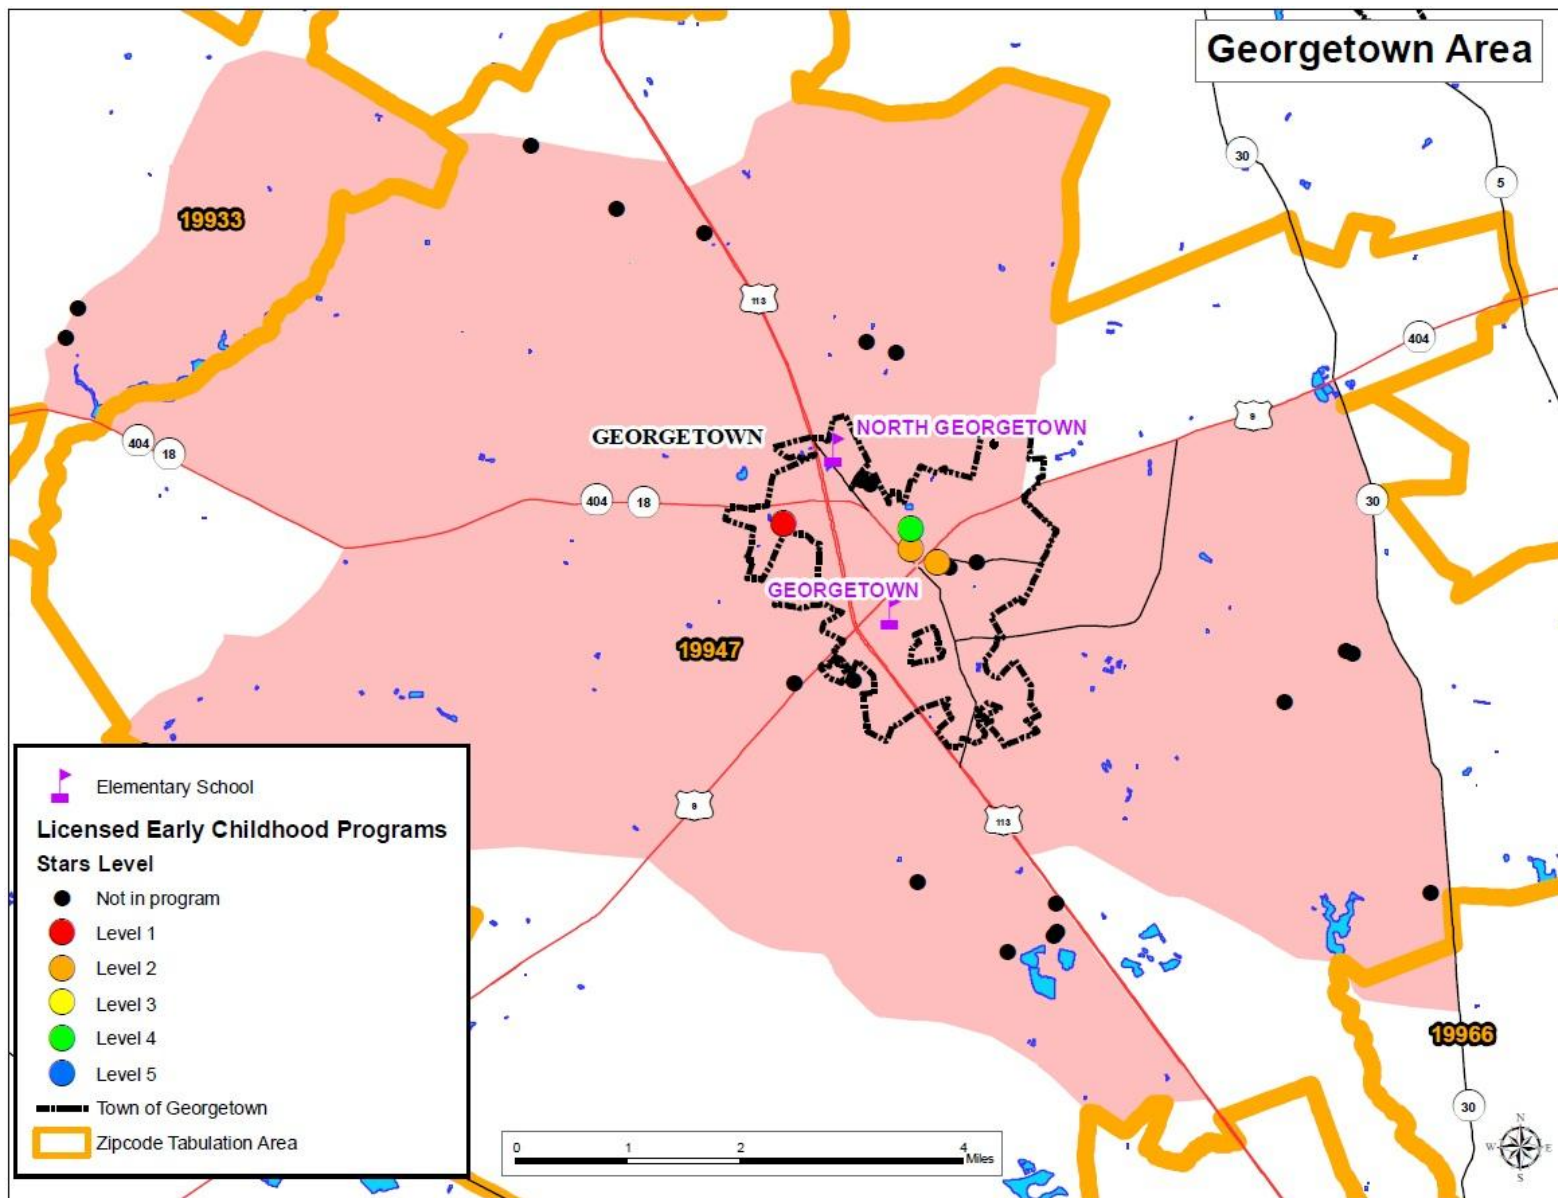 Georgetown Area
30
5
19933
113
404
9
NORTH GEORGETOWN
GEORGETOWN
404
18
404
18
30
GEORGETOWN
19947
9
113
Elementary School
Licensed Early Childhood Programs
Stars Level
Not in program
Level 1
Level 2
Level 3
Level 4
Level 5
Town of Georgetown
Zipcode Tabulation Area
19966
30
0 1 2 4
Miles
N
W E
S